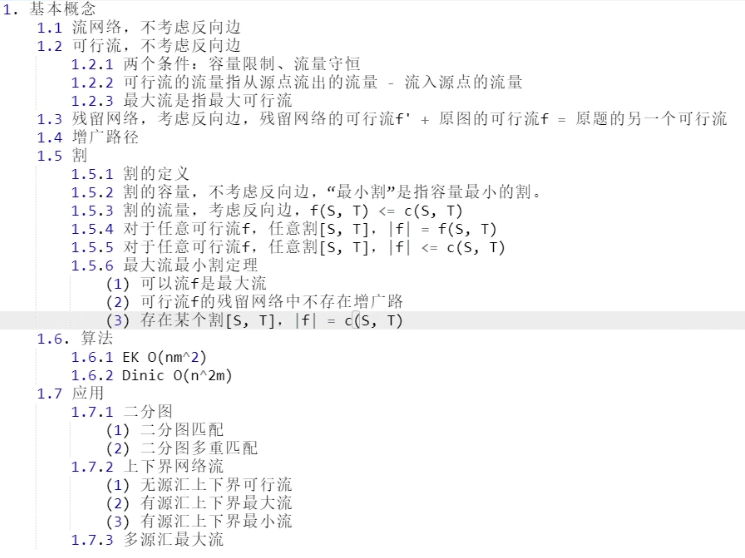 1. 基本概念
1.1 流网络，不考虑反向边
1.2 可行流，不考虑反向边
1.2.1 两个条件：容量限制、流量守恒
1.2.2 可行流的流量指从源点流出的流量 - 流入源点的流量
1.2.3 最大流是指最大可行流
1.3 残留网络，考虑反向边，残留网络的可行流f' + 原图的可行流f = 原题的另一个可行流
1.4 增广路径
1.5 割
1.5.1 割的定义
1.5.2 割的容量，不考虑反向边，“最小割”是指容量最小的割。
1.5.3 割的流量，考虑反向边，f(S, T) <= c(S, T)
1.5.4 对于任意可行流f，任意割[S, T]，|f| = f(S, T)
1.5.5 对于任意可行流f，任意割[S, T]，|f| <= c(S, T)
1.5.6 最大流最小割定理
(1) 可以流f是最大流
(2) 可行流f的残留网络中不存在增广路
(3) 存在某个割[S, T]，|f| = c(S, T)
1.6. 算法
1.6.1 EK O(nm^2)
1.6.2 Dinic O(n^2m)
1.7 应用
1.7.1 二分图
(1) 二分图匹配
(2) 二分图多重匹配
1.7.2 上下界网络流
(1) 无源汇上下界可行流
(2) 有源汇上下界最大流
(3) 有源汇上下界最小流
1.7.3 多源汇最大流